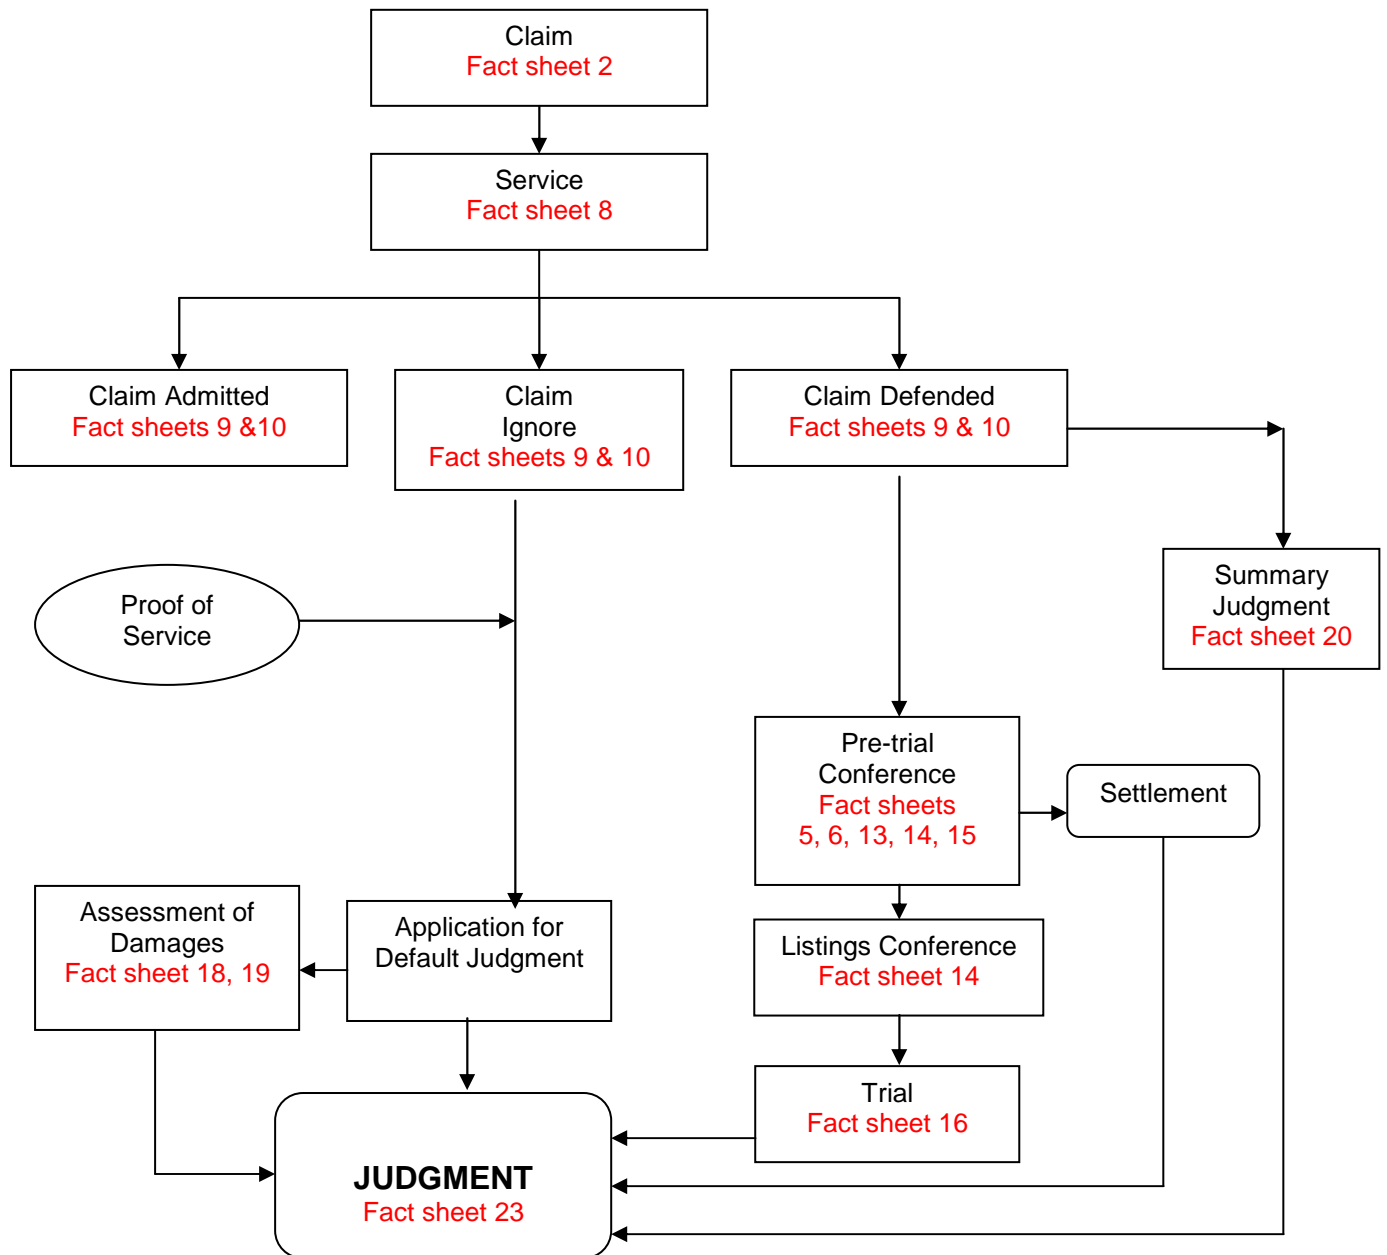 Claim
Fact sheet 2
Service
Fact sheet 8
Claim Admitted
Fact sheets 9 &10
Claim
Ignore
Fact sheets 9 & 10
Claim Defended
Fact sheets 9 & 10
Proof of
Service
Summary
Judgment
Fact sheet 20
Pre-trial
Conference
Fact sheets
5, 6, 13, 14, 15
Settlement
Assessment of
Damages
Fact sheet 18, 19
Application for
Default Judgment
Listings Conference
Fact sheet 14
Trial
Fact sheet 16
JUDGMENT
Fact sheet 23